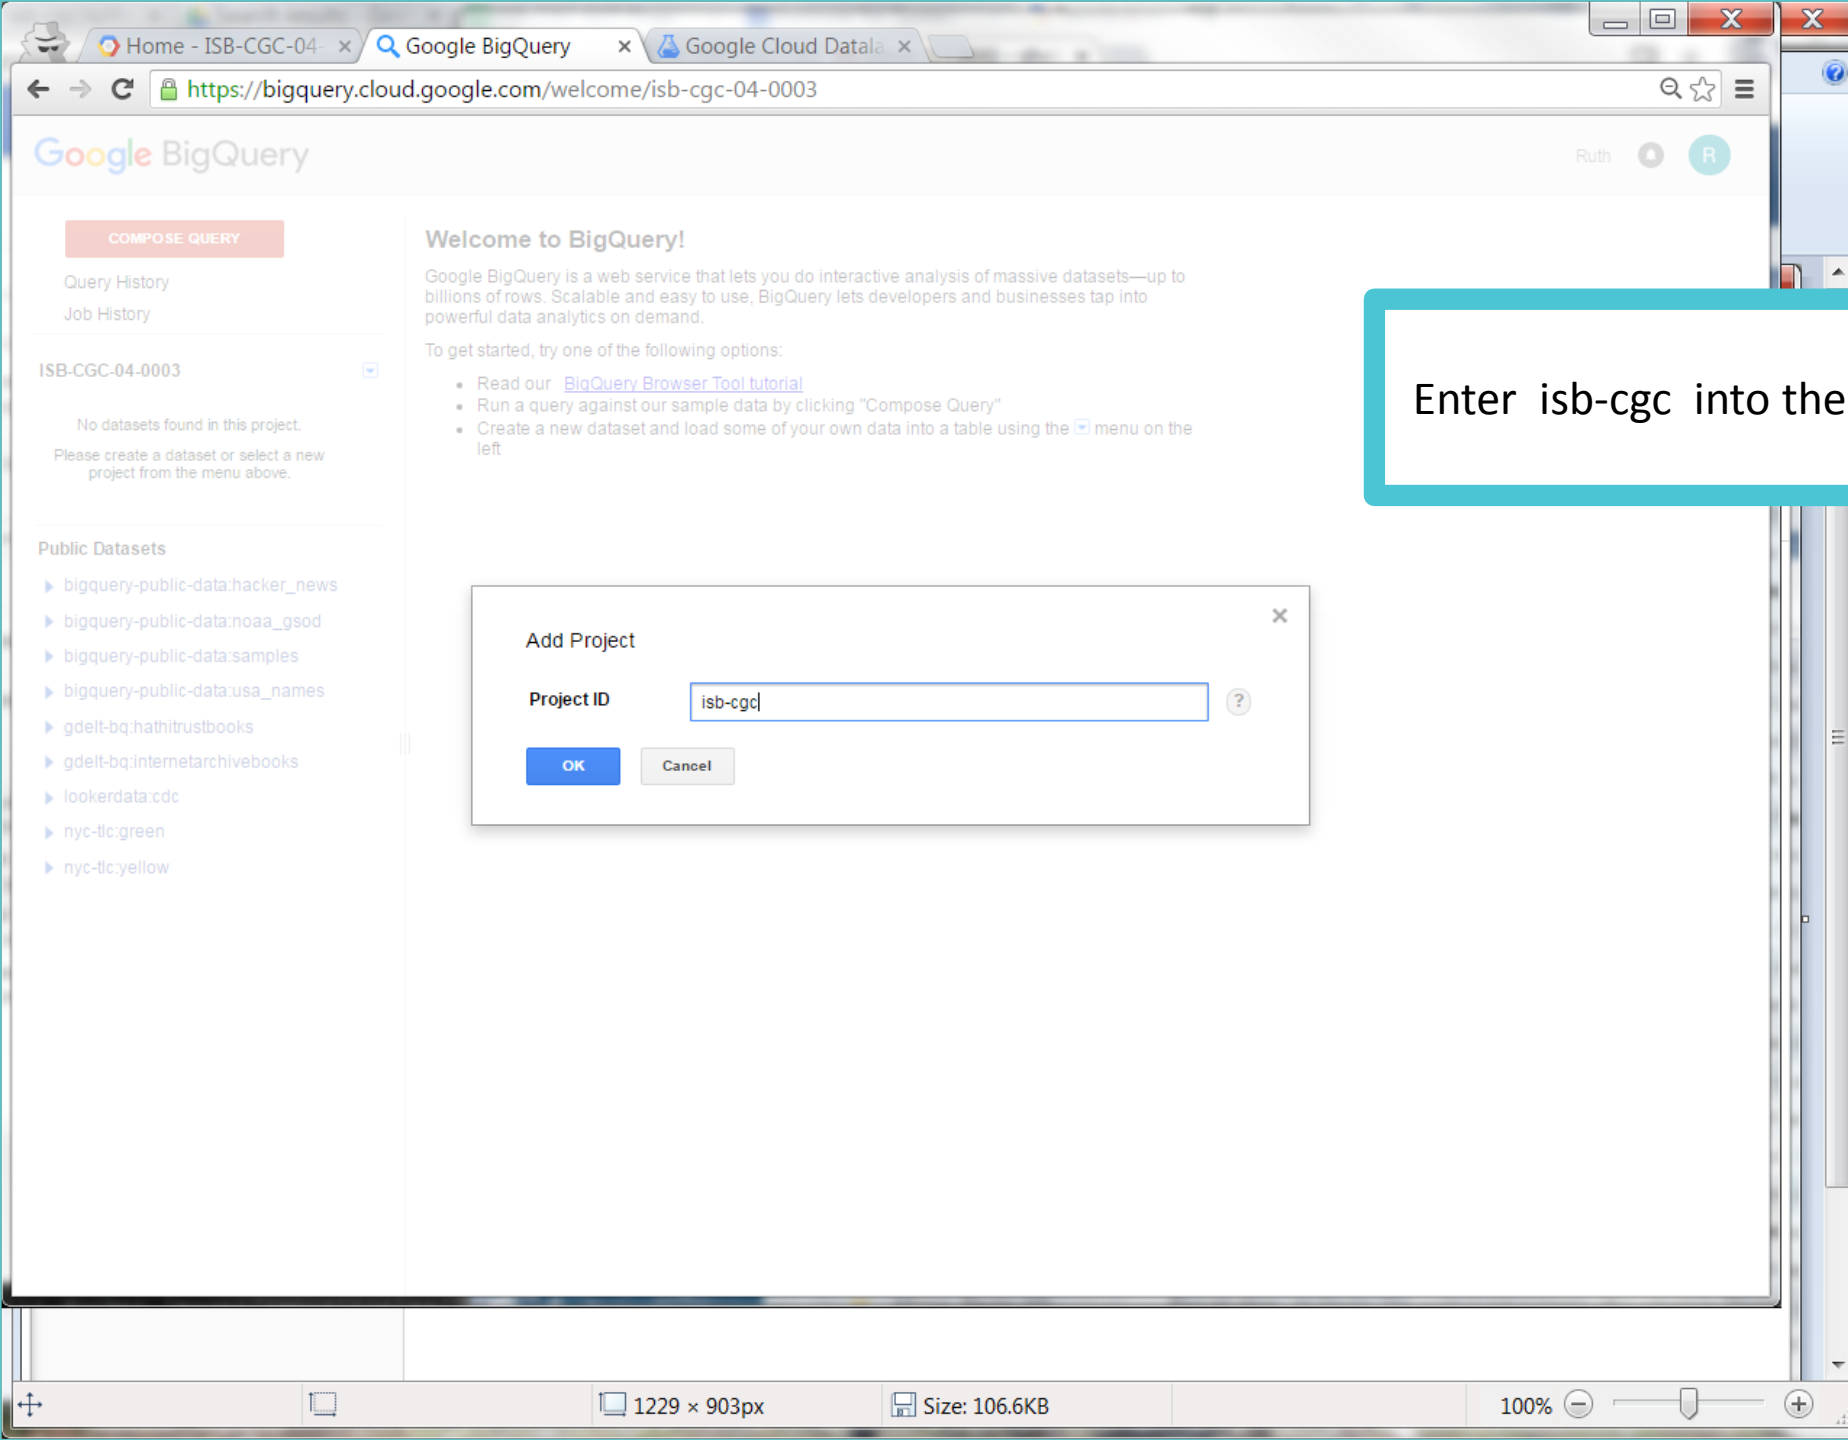 Home - ISB-CGC-04-
Google BigQuery
Google Cloud Datala
https://bigquery.cloud.google.com/welcome/isb-cgc-04-0003
Google BigQuery
Ruth
R
COMPOSE QUERY
Query History
Job History
ISB-CGC-04-0003
No datasets found in this project.
Please create a dataset or select a new
project from the menu above.
Public Datasets
bigquery-public-data:hacker_news
bigquery-public-data:noaa_gsod
bigquery-public-data:samples
bigquery-public-data:usa_names
gdelt-bq:hathitrustbooks
gdelt-bq:internetarchivebooks
lookerdata:cdc
nyc-tlc:green
nyc-tlc:yellow
Welcome to BigQuery!
Google BigQuery is a web service that lets you do interactive analysis of massive datasets—up to
billions of rows. Scalable and easy to use, BigQuery lets developers and businesses tap into
powerful data analytics on demand.
To get started, try one of the following options:
Read our BigQuery Browser Tool tutorial
Run a query against our sample data by clicking "Compose Query"
Create a new dataset and load some of your own data into a table using the menu on the
left
Enter isb-cgc into the
Add Project
Project ID
isb-cgc
?
OK
Cancel
1229 × 903px
Size: 106.6KB
100%